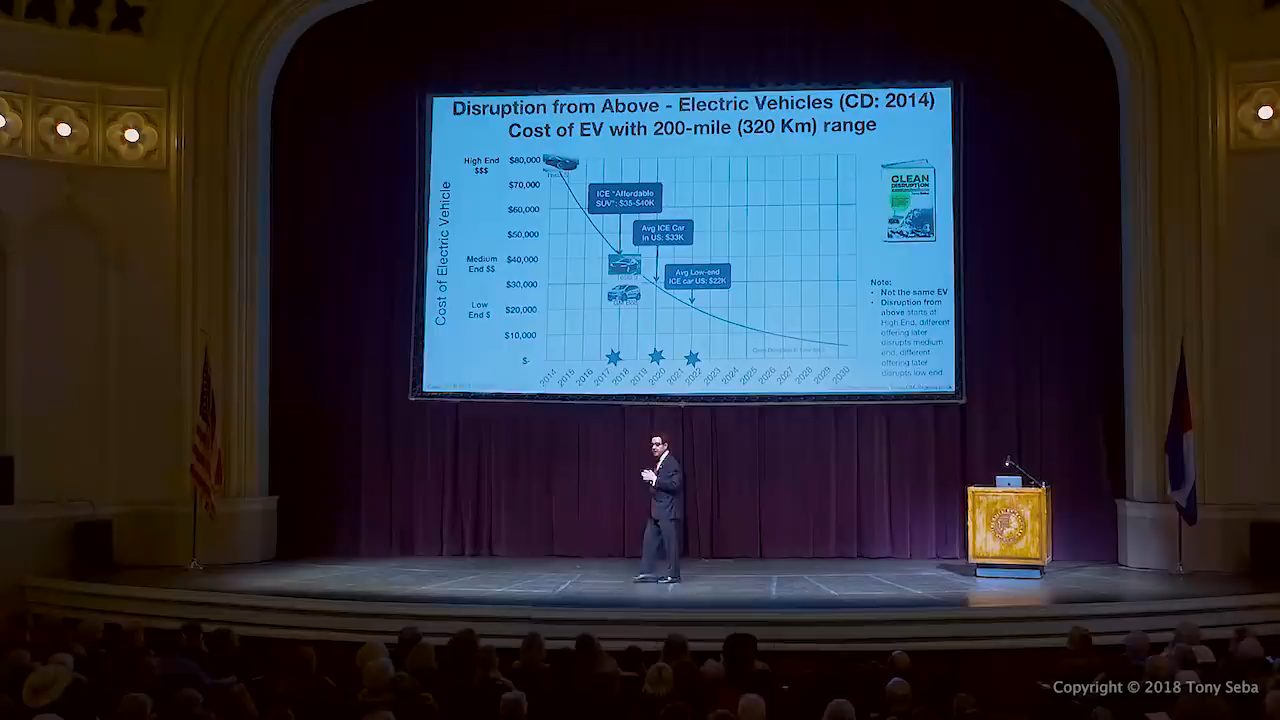 Disruption from Above - Electric Vehicles (CD: 2014)
Cost of EV with 200-mile (320 Km) range
Cost of Electric Vehicle
High End
$$$
Medium
End $$
Low
End $
$80,000
$70,000
$60,000
$50,000
$40,000
$30,000
$20,000
$10,000
$-
ICE "Affordable
SUV": $35-$40K
Avg ICE Car
In US: $33K
Avg Low-end
ICE car US: $22K
2014
2015
2016
2017
2018
2019
2020
2021
2022
2023
2024
2025
2026
2027
2028
2029
2030
CLEAN
DISRUPTION
Note:
• Not the same EV
• Disruption from
above starts at
High End, different
offering later
disrupts medium
end, different
offering later
disrupts low end.
Copyright © 2018 Tony Seba